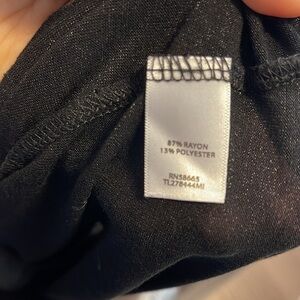 87% RAYON
13% POLYESTER
RN58665
TL278444MI